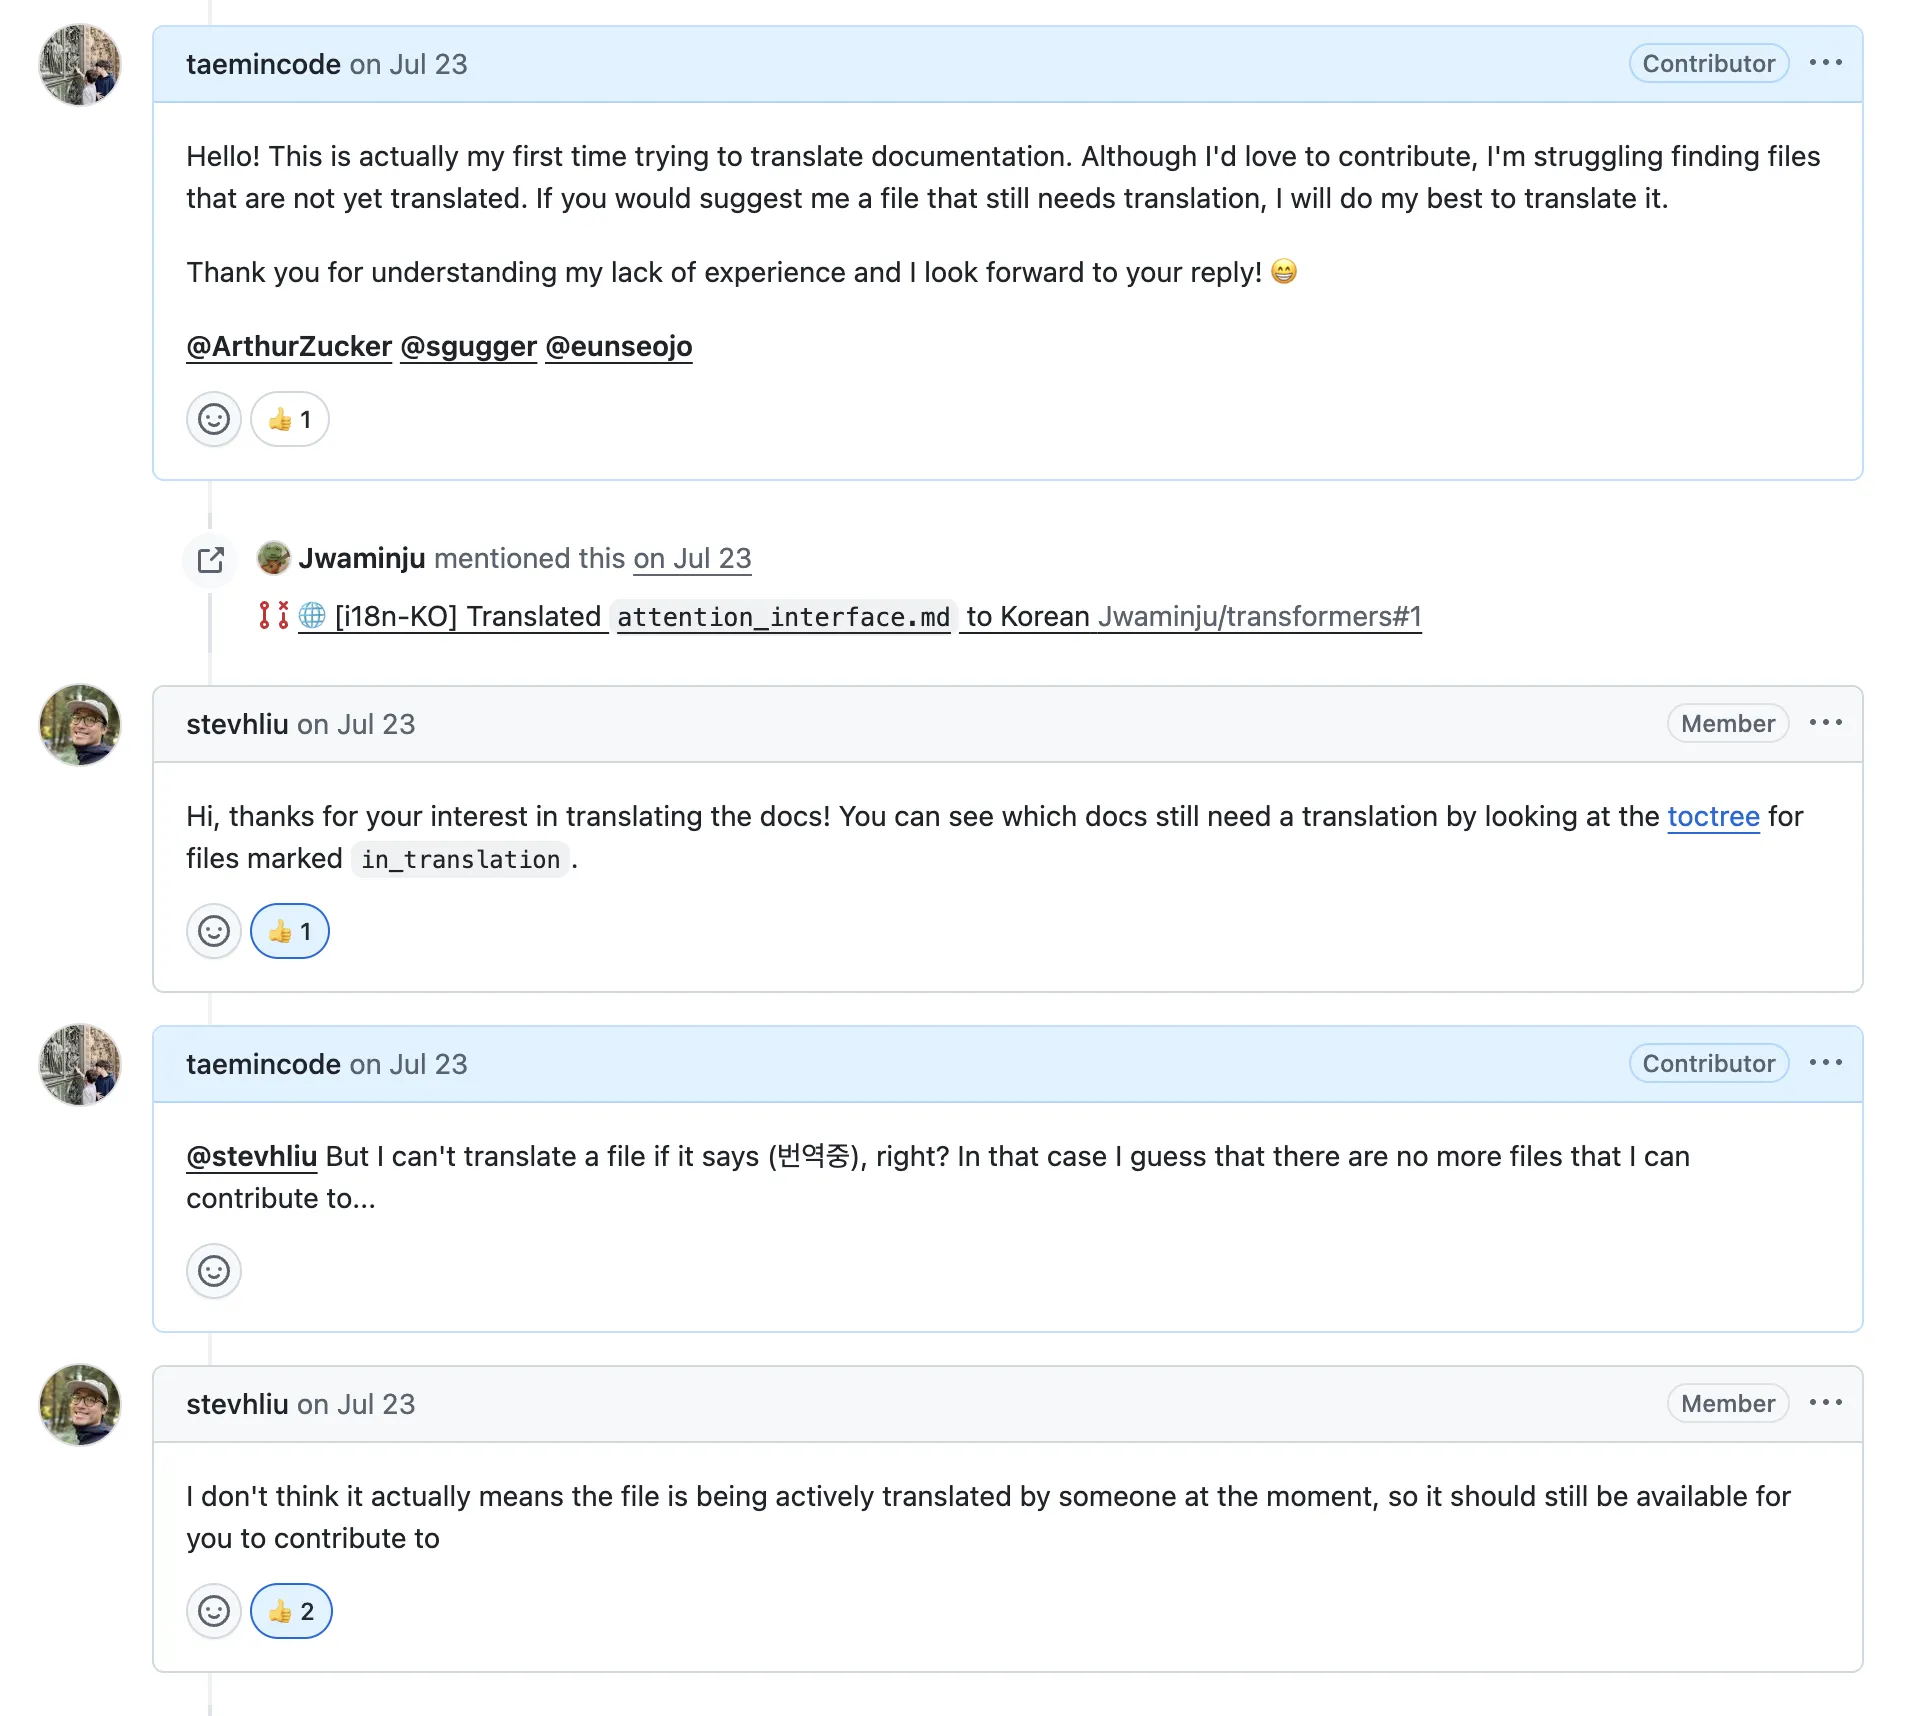 taemincode on Jul 23
Contributor
Hello! This is actually my first time trying to translate documentation. Although I'd love to contribute, I'm struggling finding files
that are not yet translated. If you would suggest me a file that still needs translation, I will do my best to translate it.
Thank you for understanding my lack of experience and I look forward to your reply! 😁
@ArthurZucker @sgugger @eunseojo
👍 1
Jwaminju mentioned this on Jul 23
🌐 [i18n-KO] Translated attention_interface.md to Korean Jwaminju/transformers#1
stevhliu on Jul 23
Member
Hi, thanks for your interest in translating the docs! You can see which docs still need a translation by looking at the toctree for
files marked in_translation.
👍 1
taemincode on Jul 23
Contributor
@stevhliu But I can't translate a file if it says (번역중), right? In that case I guess that there are no more files that I can
contribute to...
stevhliu on Jul 23
Member
I don't think it actually means the file is being actively translated by someone at the moment, so it should still be available for
you to contribute to
👍 2